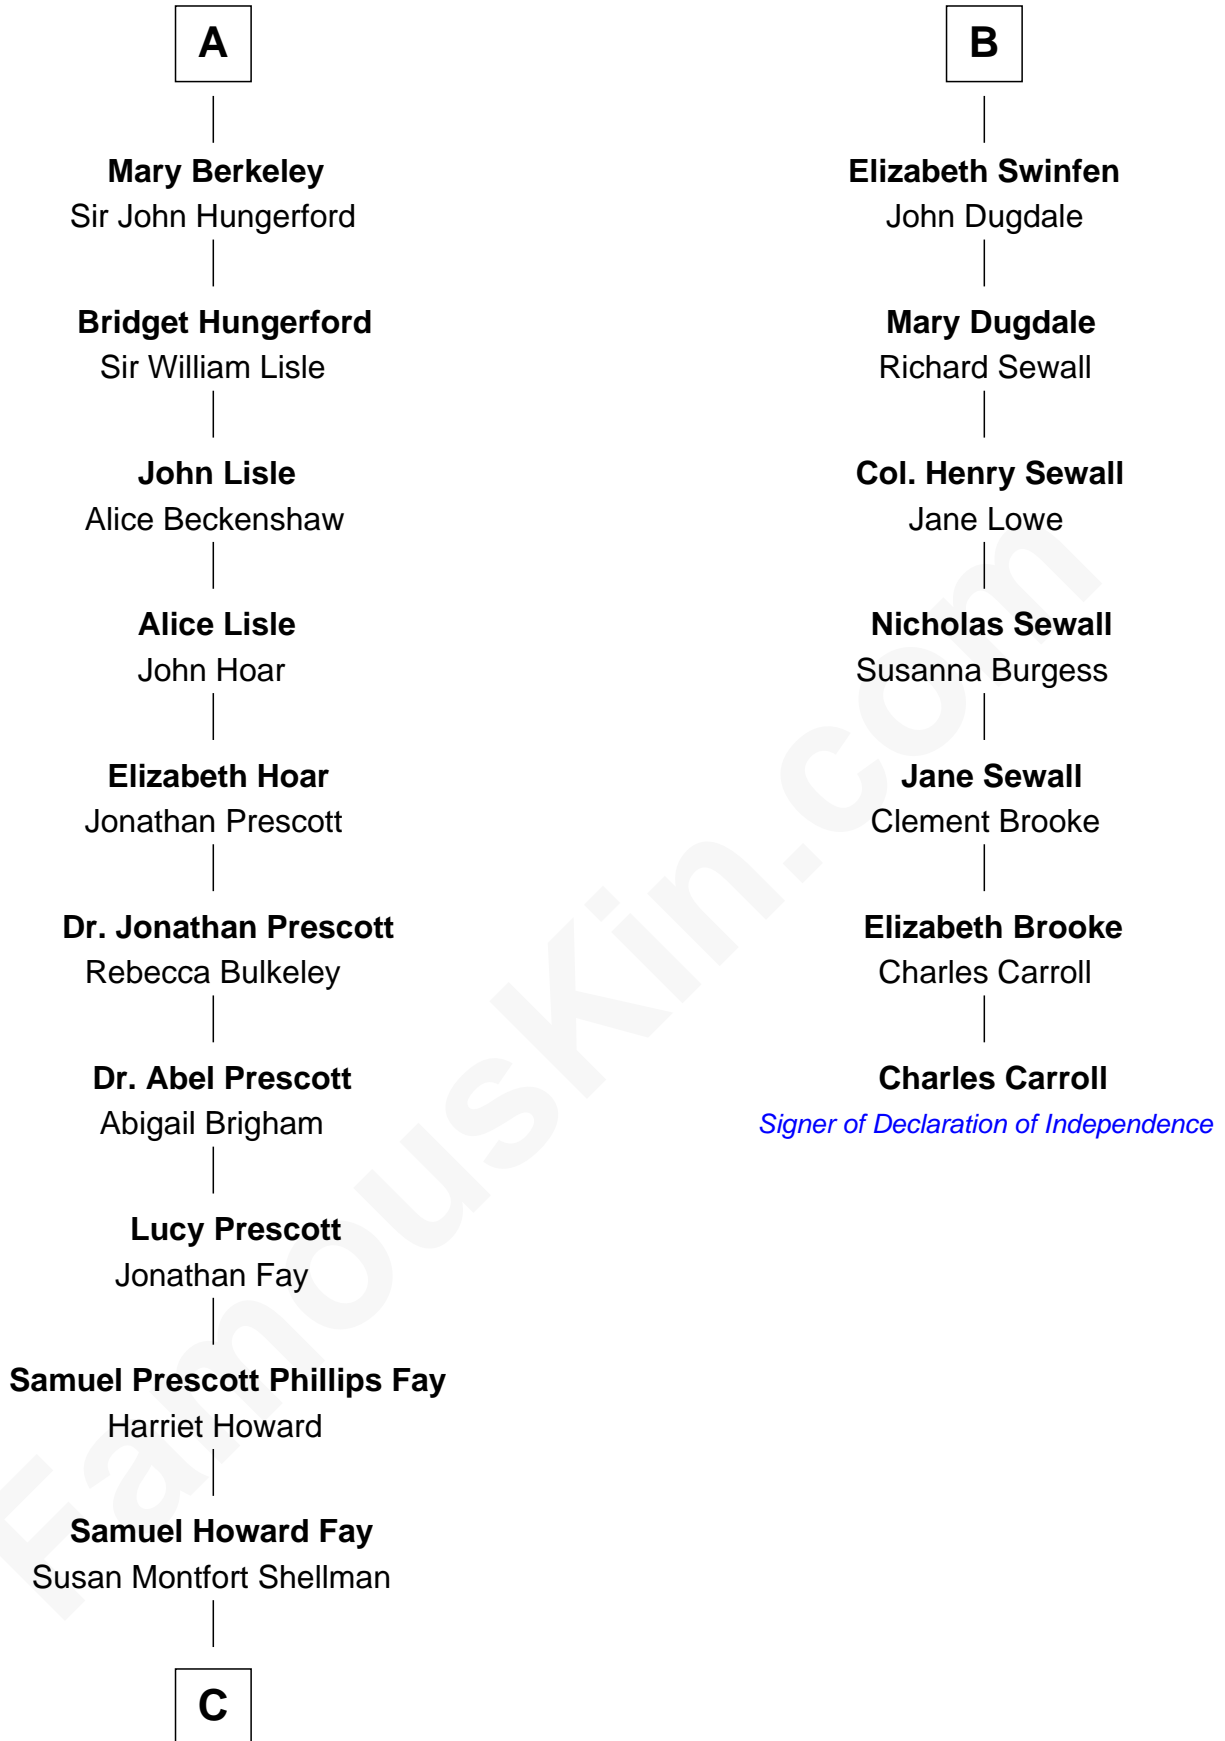 A
Mary Berkeley
Sir John Hungerford
Bridget Hungerford
Sir William Lisle
John Lisle
Alice Beckenshaw
Alice Lisle
John Hoar
Elizabeth Hoar
Jonathan Prescott
Dr. Jonathan Prescott
Rebecca Bulkeley
Dr. Abel Prescott
Abigail Brigham
Lucy Prescott
Jonathan Fay
Samuel Prescott Phillips Fay
Harriet Howard
Samuel Howard Fay
Susan Montfort Shellman
C
B
Elizabeth Swinfen
John Dugdale
Mary Dugdale
Richard Sewall
Col. Henry Sewall
Jane Lowe
Nicholas Sewall
Susanna Burgess
Jane Sewall
Clement Brooke
Elizabeth Brooke
Charles Carroll
Charles Carroll
Signer of Declaration of Independence
FamousKin.com